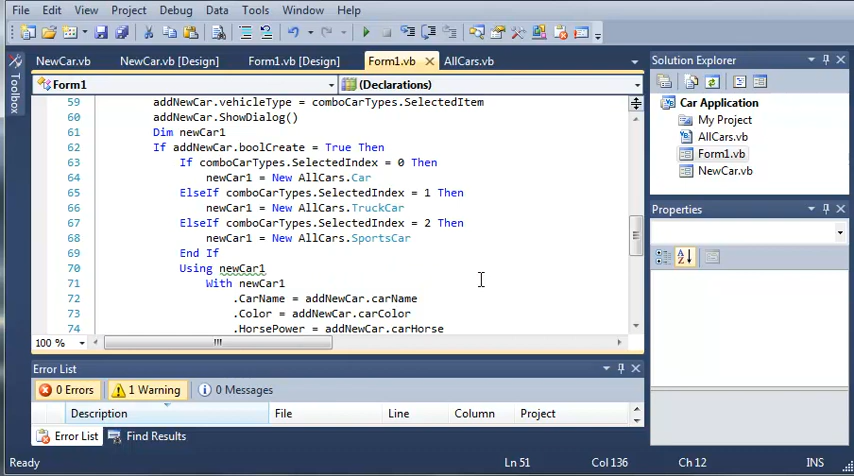 File Edit View Project Debug Data Tools Window Help
NewCar.vb NewCar.vb [Design] Form1.vb [Design] Form1.vb AllCars.vb
Toolbox
Form1 (Declarations)
59 addNewCar.vehicleType = comboCarTypes.SelectedItem
60 addNewCar.ShowDialog()
61 Dim newCar1
62 If addNewCar.boolCreate = True Then
63 If comboCarTypes.SelectedIndex = 0 Then
64 newCar1 = New AllCars.Car
65 ElseIf comboCarTypes.SelectedIndex = 1 Then
66 newCar1 = New AllCars.TruckCar
67 ElseIf comboCarTypes.SelectedIndex = 2 Then
68 newCar1 = New AllCars.SportsCar
69 End If
70 Using newCar1
71 With newCar1
72 .CarName = addNewCar.carName
73 .Color = addNewCar.carColor
74 .HorsePower = addNewCar.carHorse
100 %
Solution Explorer
Car Application
My Project
AllCars.vb
Form1.vb
NewCar.vb
Properties
Error List
0 Errors 1 Warning 0 Messages
Description File Line Column Project
Error List Find Results
Ready Ln 51 Col 136 Ch 12 INS